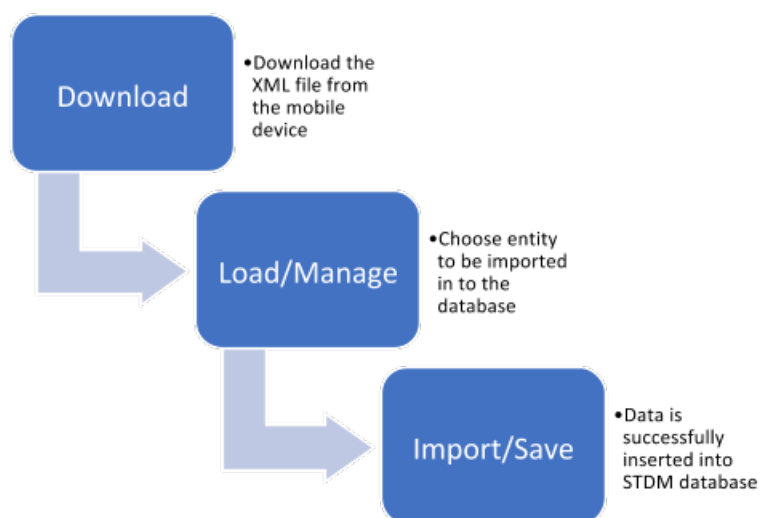 Download
•Download the
XML file from
the mobile
device
Load/Manage
•Choose entity
to be imported
in to the
database
Import/Save
•Data is
successfully
inserted into
STDM database